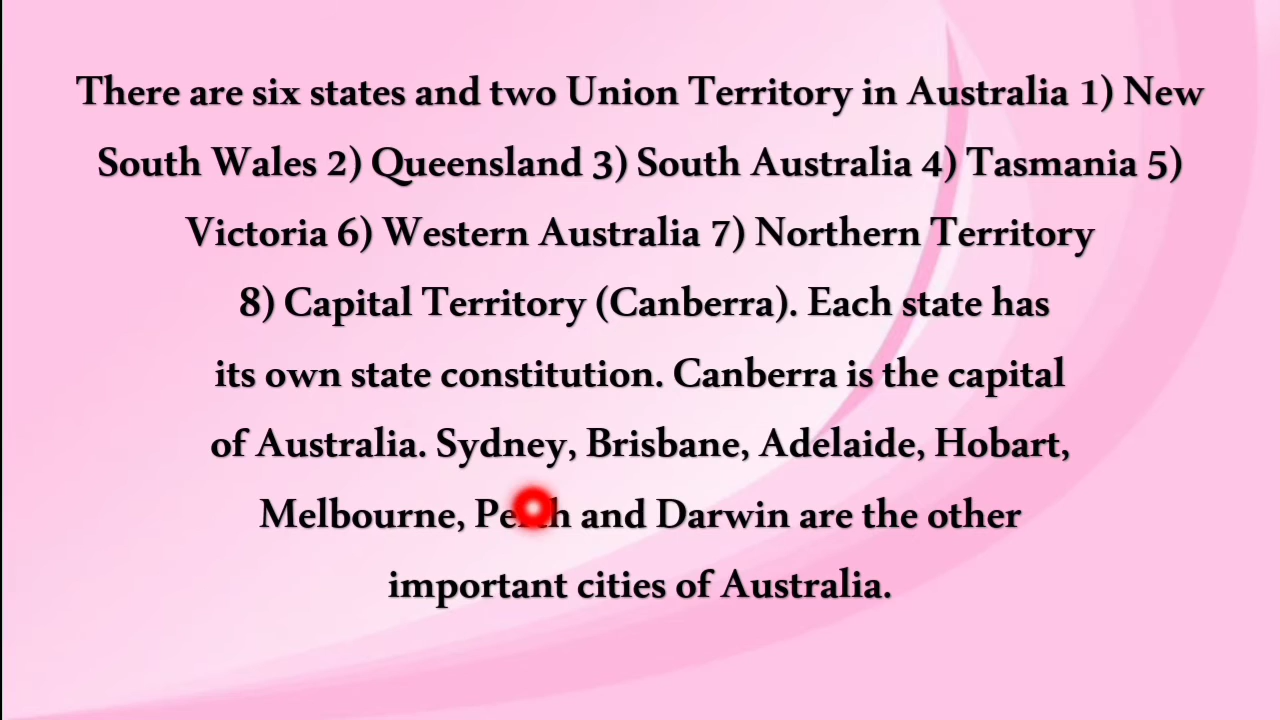 There are six states and two Union Territory in Australia 1) New
South Wales 2) Queensland 3) South Australia 4) Tasmania 5)
Victoria 6) Western Australia 7) Northern Territory
8) Capital Territory (Canberra). Each state has
its own state constitution. Canberra is the capital
of Australia. Sydney, Brisbane, Adelaide, Hobart,
Melbourne, Perth and Darwin are the other
important cities of Australia.